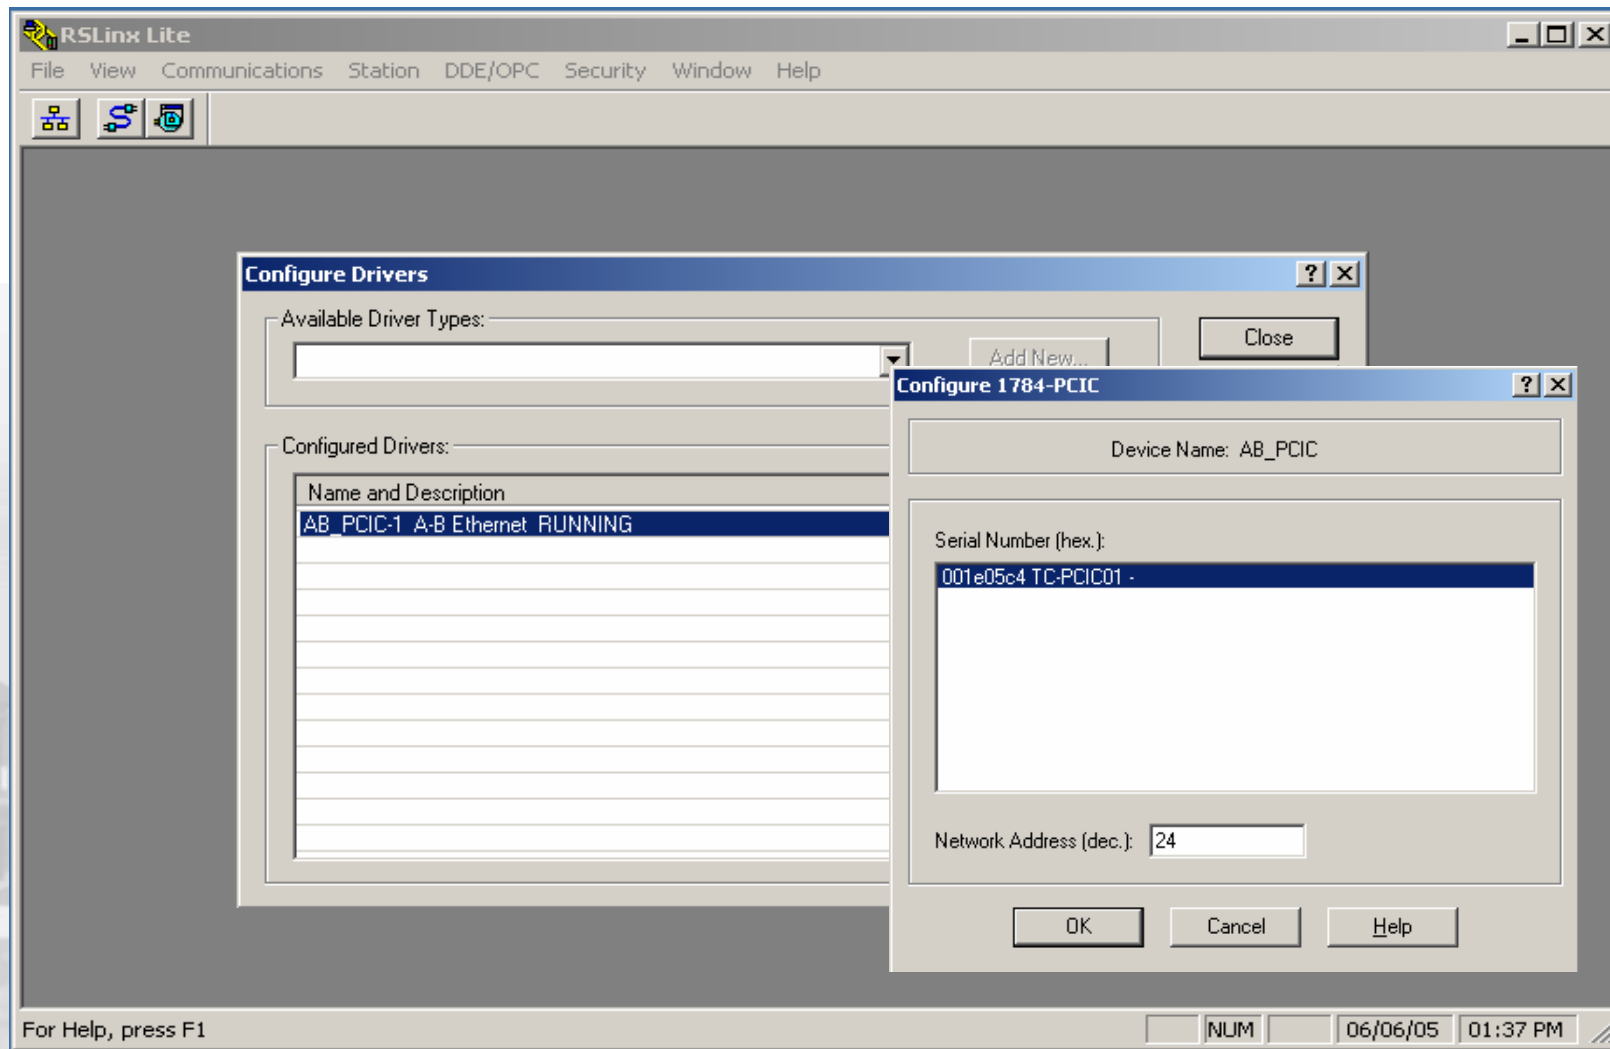 RSLinx Lite
File View Communications Station DDE/OPC Security Window Help
Configure Drivers
Available Driver Types:
Add New...
Close
Configured Drivers:
Name and Description
AB_PCIC-1 A-B Ethernet RUNNING
Configure 1784-PCIC
Device Name: AB_PCIC
Serial Number (hex.):
001e05c4 TC-PCIC01 -
Network Address (dec.): 24
OK Cancel Help
For Help, press F1
NUM 06/06/05 01:37 PM